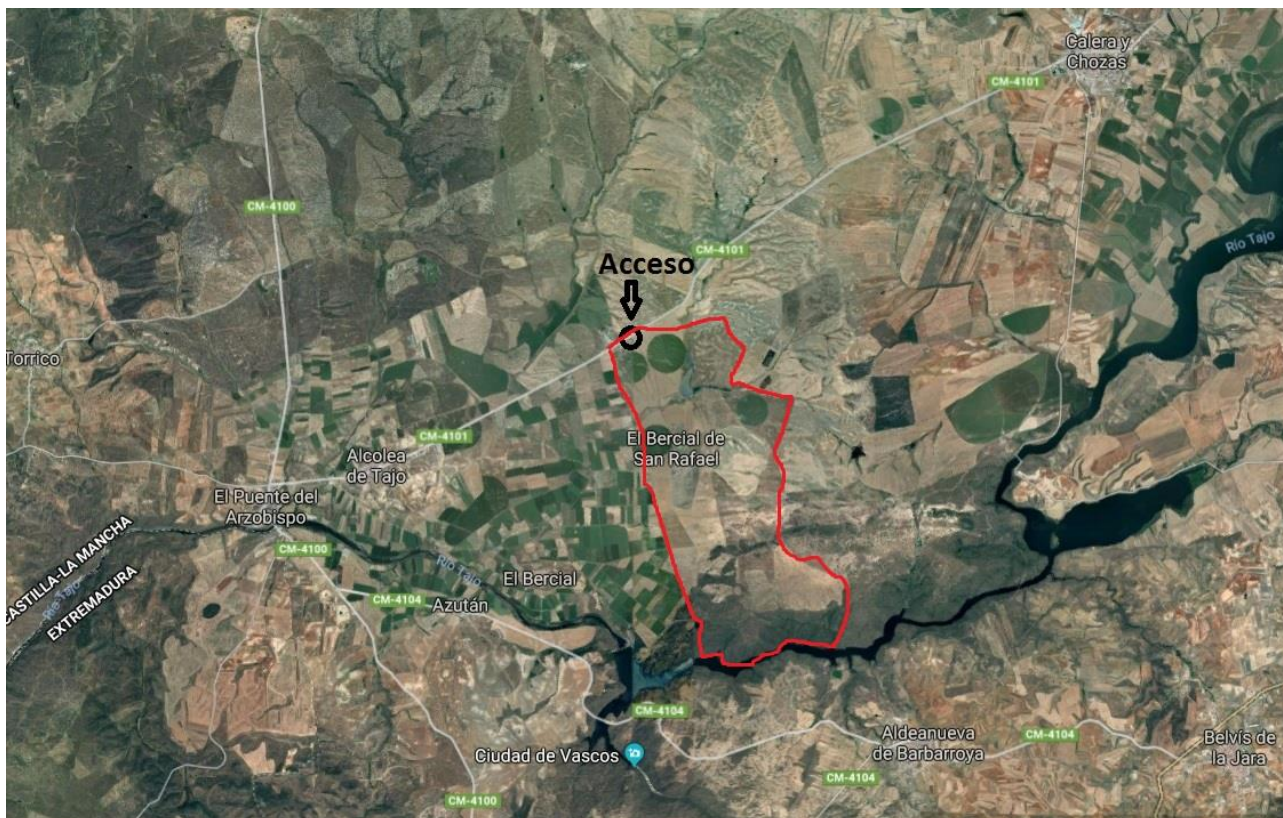 Calera y
Chozas
CM-4101
CM-4100
Río Tajo
CM-4101
Acceso
Torrico
CM-4101
El Bercial de
San Rafael
Alcolea
de Tajo
El Puente del
Arzobispo
CASTILLA-LA MANCHA
Río Tajo
EXTREMADURA
CM-4100
Río Tajo
El Bercial
CM-4104
Azután
CM-4104
Ciudad de Vascos
Aldeanueva
de Barbarroya
CM-4104
Belvís de
la Jara
CM-4104
CM-4100